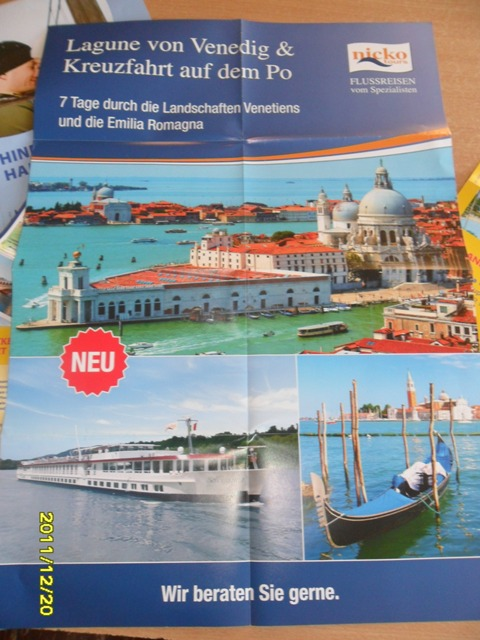 Lagune von Venedig &
Kreuzfahrt auf dem Po
nicko
FLUSSREISEN
vom Spezialisten
7 Tage durch die Landschaften Venetiens
und die Emilia Romagna
NEU
Wir beraten Sie gerne.
2011/12/20